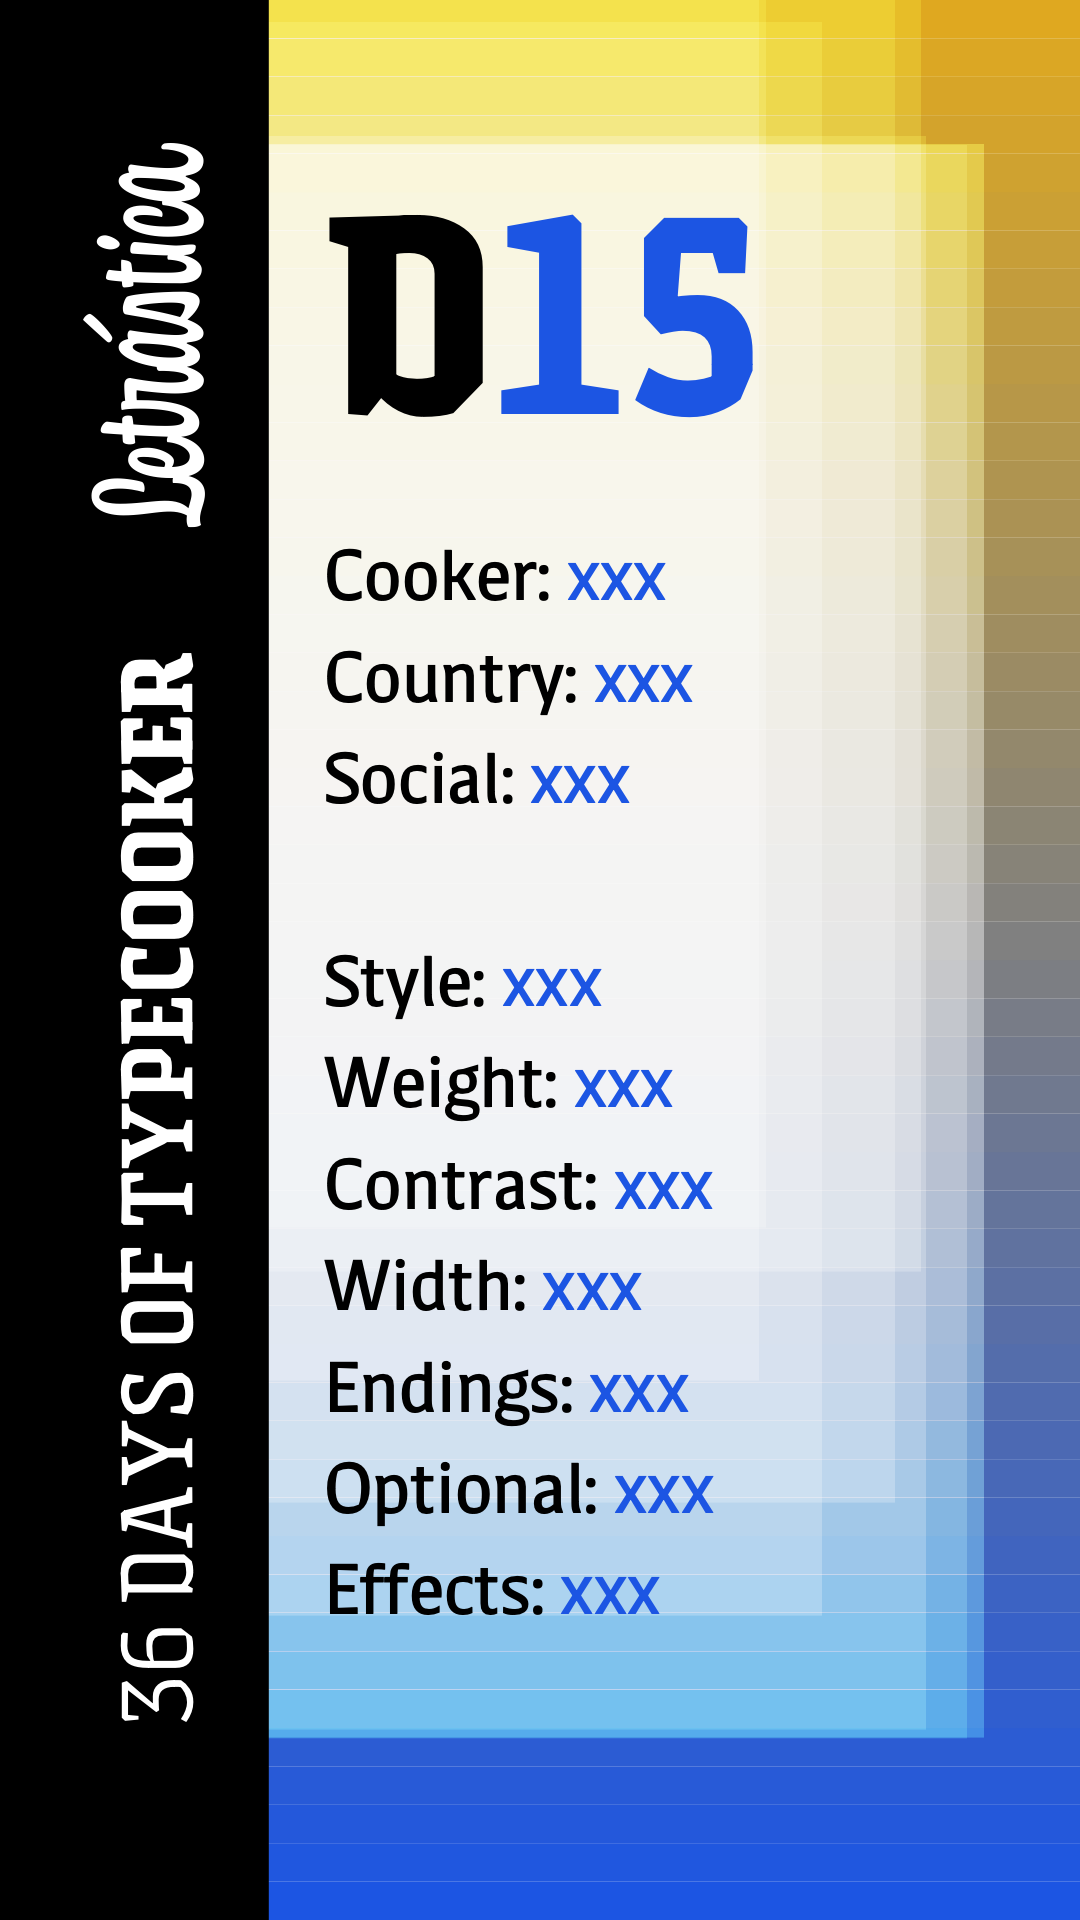 Letrástica
36 DAYS OF TYPECOOKER
D15
Cooker: xxx
Country: xxx
Social: xxx
Style: xxx
Weight: xxx
Contrast: xxx
Width: xxx
Endings: xxx
Optional: xxx
Effects: xxx